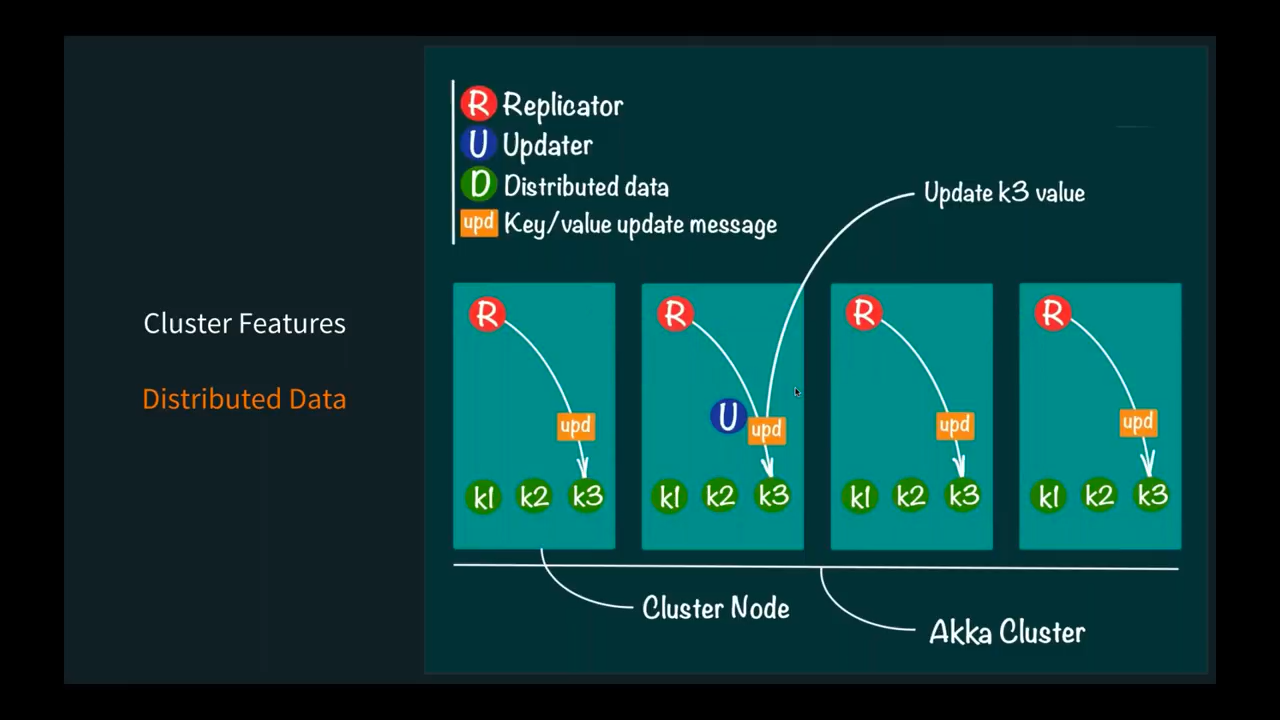 Cluster Features
Distributed Data
R Replicator
U Updater
D Distributed data
upd Key/value update message
Update k3 value
R R R R
U
upd upd upd upd
k1 k2 k3 k1 k2 k3 k1 k2 k3 k1 k2 k3
Cluster Node
Akka Cluster